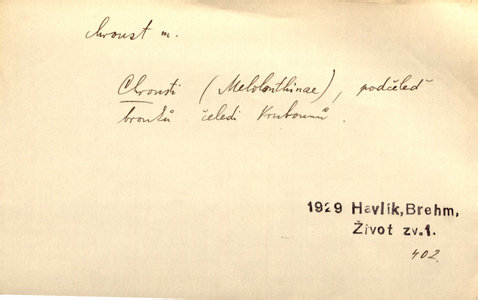 chroust m.
Chrousti (Melolonthinae), podčeleď
brouků čeledi vrubounů.
1929 Havlík,Brehm,
Život zv.1.
402.